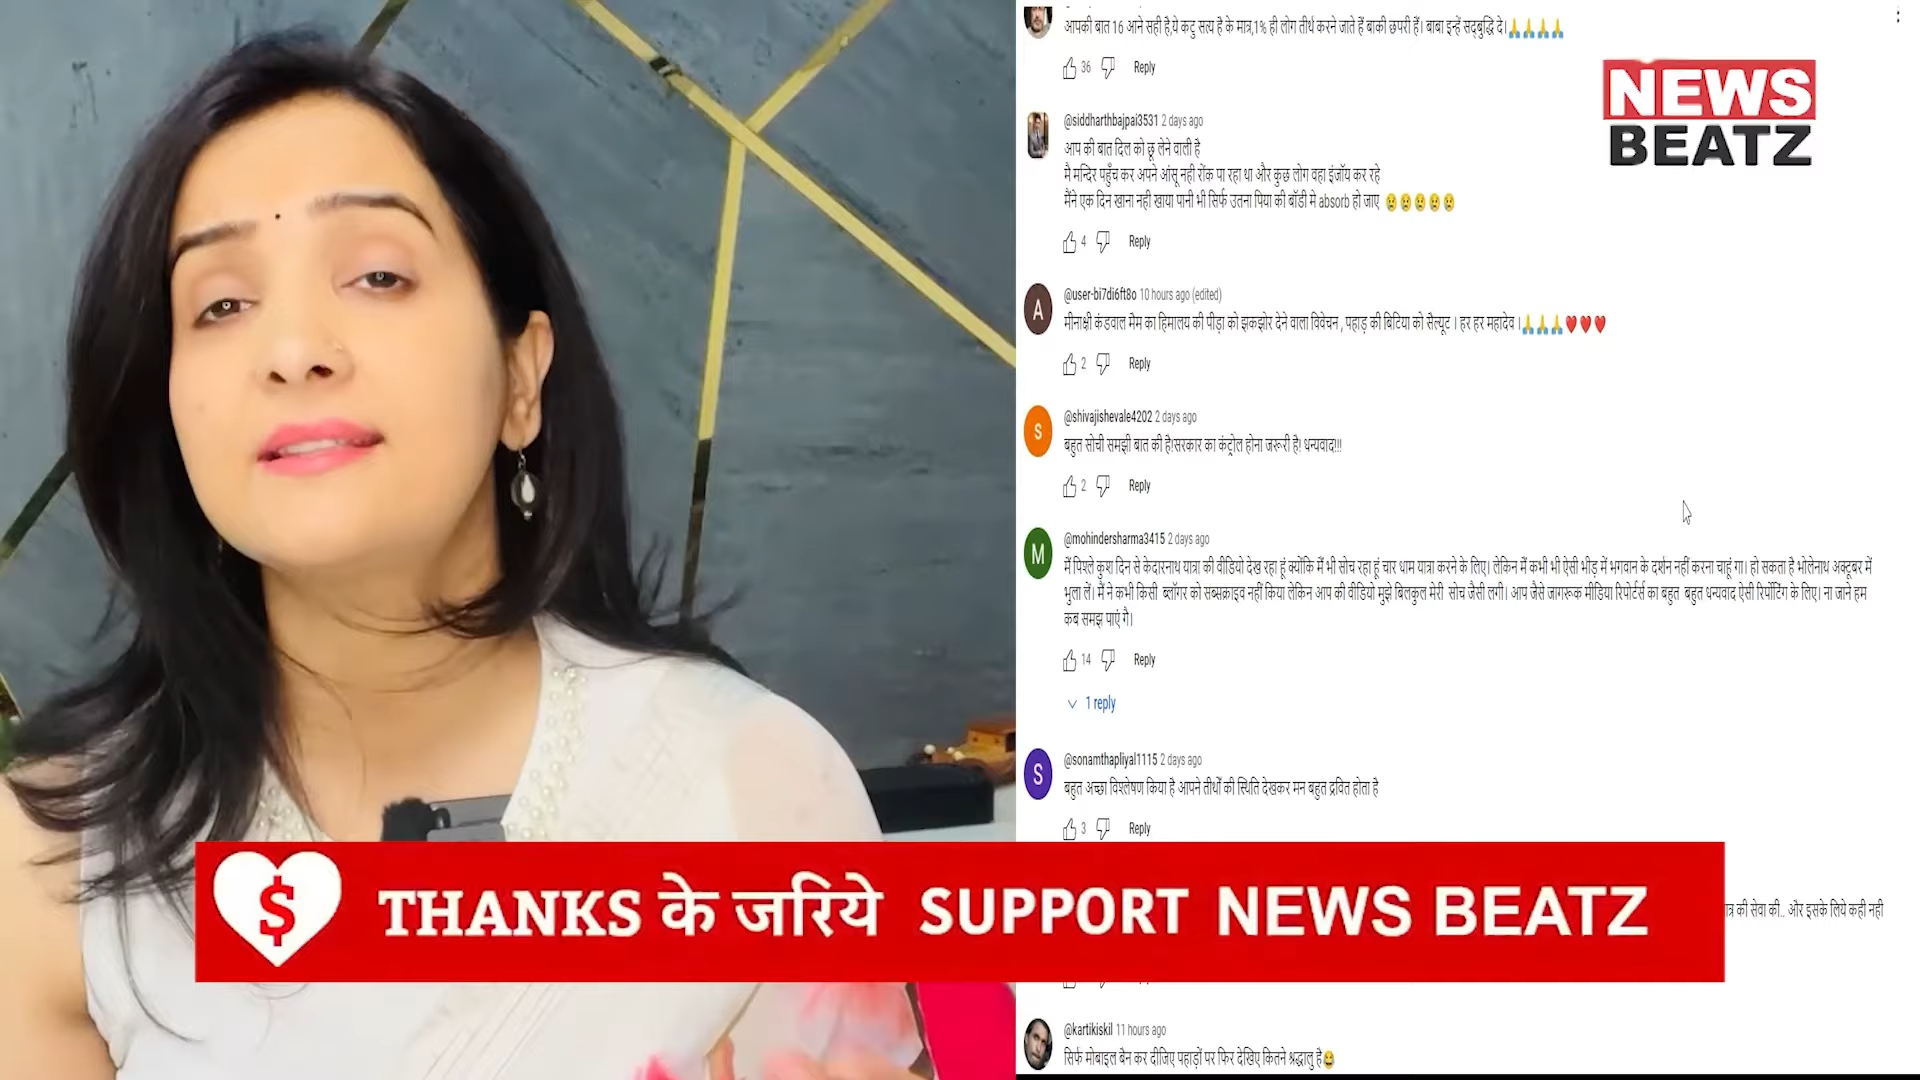 आपकी बात 16 आने सही है,ये कटु सत्य है के मात्र,1% ही लोग तीर्थ करने जाते हैं बाकी छपरी हैं। बाबा इन्हें सद्बुद्धि दे।🙏🙏🙏🙏
36 Reply
NEWS
BEATZ
@siddharthbajpai3531 2 days ago
आप की बात दिल को छू लेने वाली है
मै मन्दिर पहुँच कर अपने आंसू नही रोंक पा रहा था और कुछ लोग वहा इंजॉय कर रहे
मैंने एक दिन खाना नही खाया पानी भी सिर्फ उतना पिया की बॉडी मे absorb हो जाए 😢😢😢😢😢
4 Reply
A
@user-bi7di6ft8o 10 hours ago (edited)
मीनाक्षी कंडवाल मैम का हिमालय की पीड़ा को झकझोर देने वाला विवेचन , पहाड़ की बिटिया को सैल्यूट । हर हर महादेव ।🙏🙏🙏❤️❤️❤️
2 Reply
S
@shivajishevale4202 2 days ago
बहुत सोची समझी बात की है!सरकार का कंट्रोल होना जरूरी है! धन्यवाद!!!
2 Reply
M
@mohindersharma3415 2 days ago
मैं पिश्ले कुश दिन से केदारनाथ यात्रा की वीडियो देख रहा हूं क्योंकि मैं भी सोच रहा हूं चार धाम यात्रा करने के लिए। लेकिन मैं कभी भी ऐसी भीड़ में भगवान के दर्शन नहीं करना चाहूं गा। हो सकता है भोलेनाथ अक्टूबर में
भुला लें। मैं ने कभी किसी ब्लॉगर को सब्सक्राइव नहीं किया लेकिन आप की वीडियो मुझे बिलकुल मेरी सोच जैसी लगी। आप जैसे जागरूक मीडिया रिपोर्टर्स का बहुत बहुत धन्यवाद ऐसी रिर्पोटिंग के लिए। ना जाने हम
कब समझ पाएं गै।
14 Reply
1 reply
S
@sonamthapliyal1115 2 days ago
बहुत अच्छा विश्लेषण किया है आपने तीर्थों की स्थिति देखकर मन बहुत द्रवित होता है
3 Reply
$ THANKS के जरिये SUPPORT NEWS BEATZ
की सेवा की.. और इसके लिये कही नही
@kartikiskil 11 hours ago
सिर्फ मोबाइल बैन कर दीजिए पहाड़ों पर फिर देखिए कितने श्रद्धालु है😂